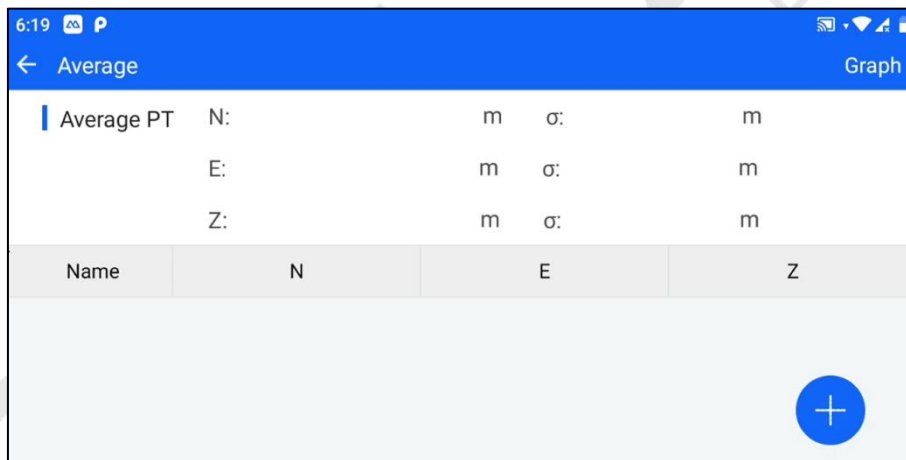 6:19
← Average Graph
Average PT N: m σ: m
E: m σ: m
Z: m σ: m
Name N E Z